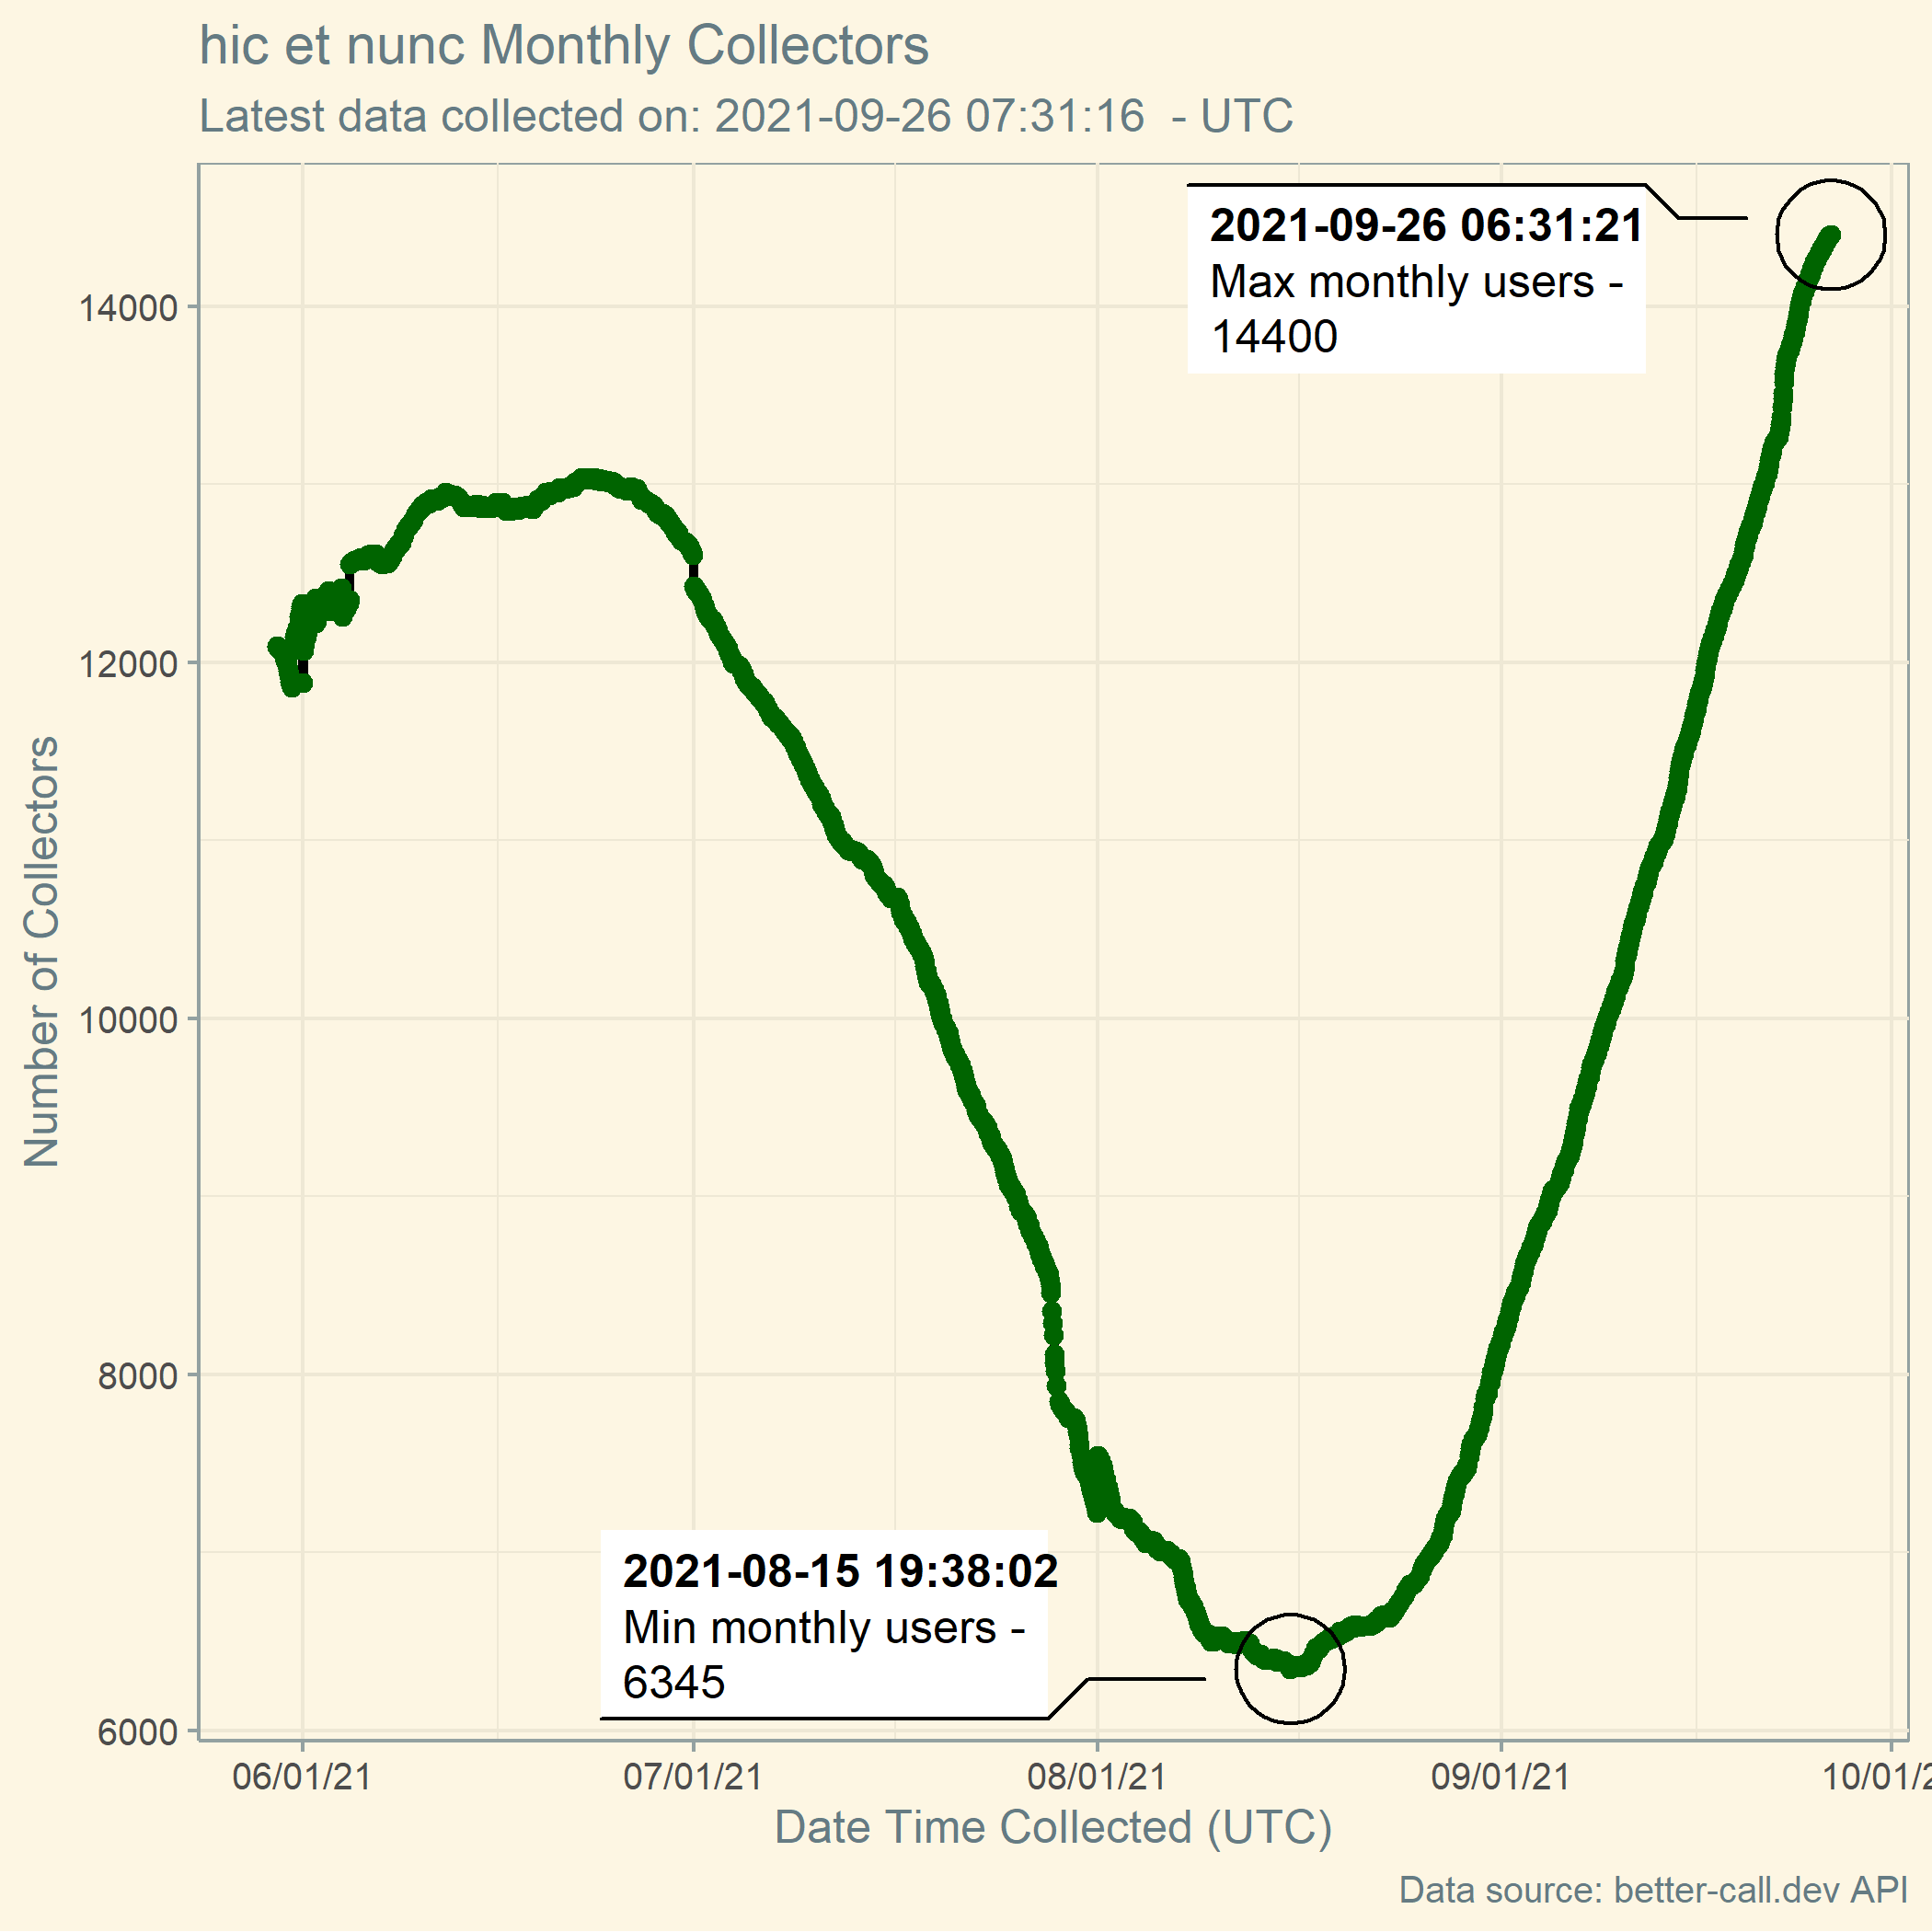 hic et nunc Monthly Collectors
Latest data collected on: 2021-09-26 07:31:16  - UTC
2021-09-26 06:31:21
Max monthly users -
14400
14000
12000
10000
8000
6000
Number of Collectors
2021-08-15 19:38:02
Min monthly users -
6345
06/01/21
07/01/21
08/01/21
09/01/21
10/01/2
Date Time Collected (UTC)
Data source: better-call.dev API